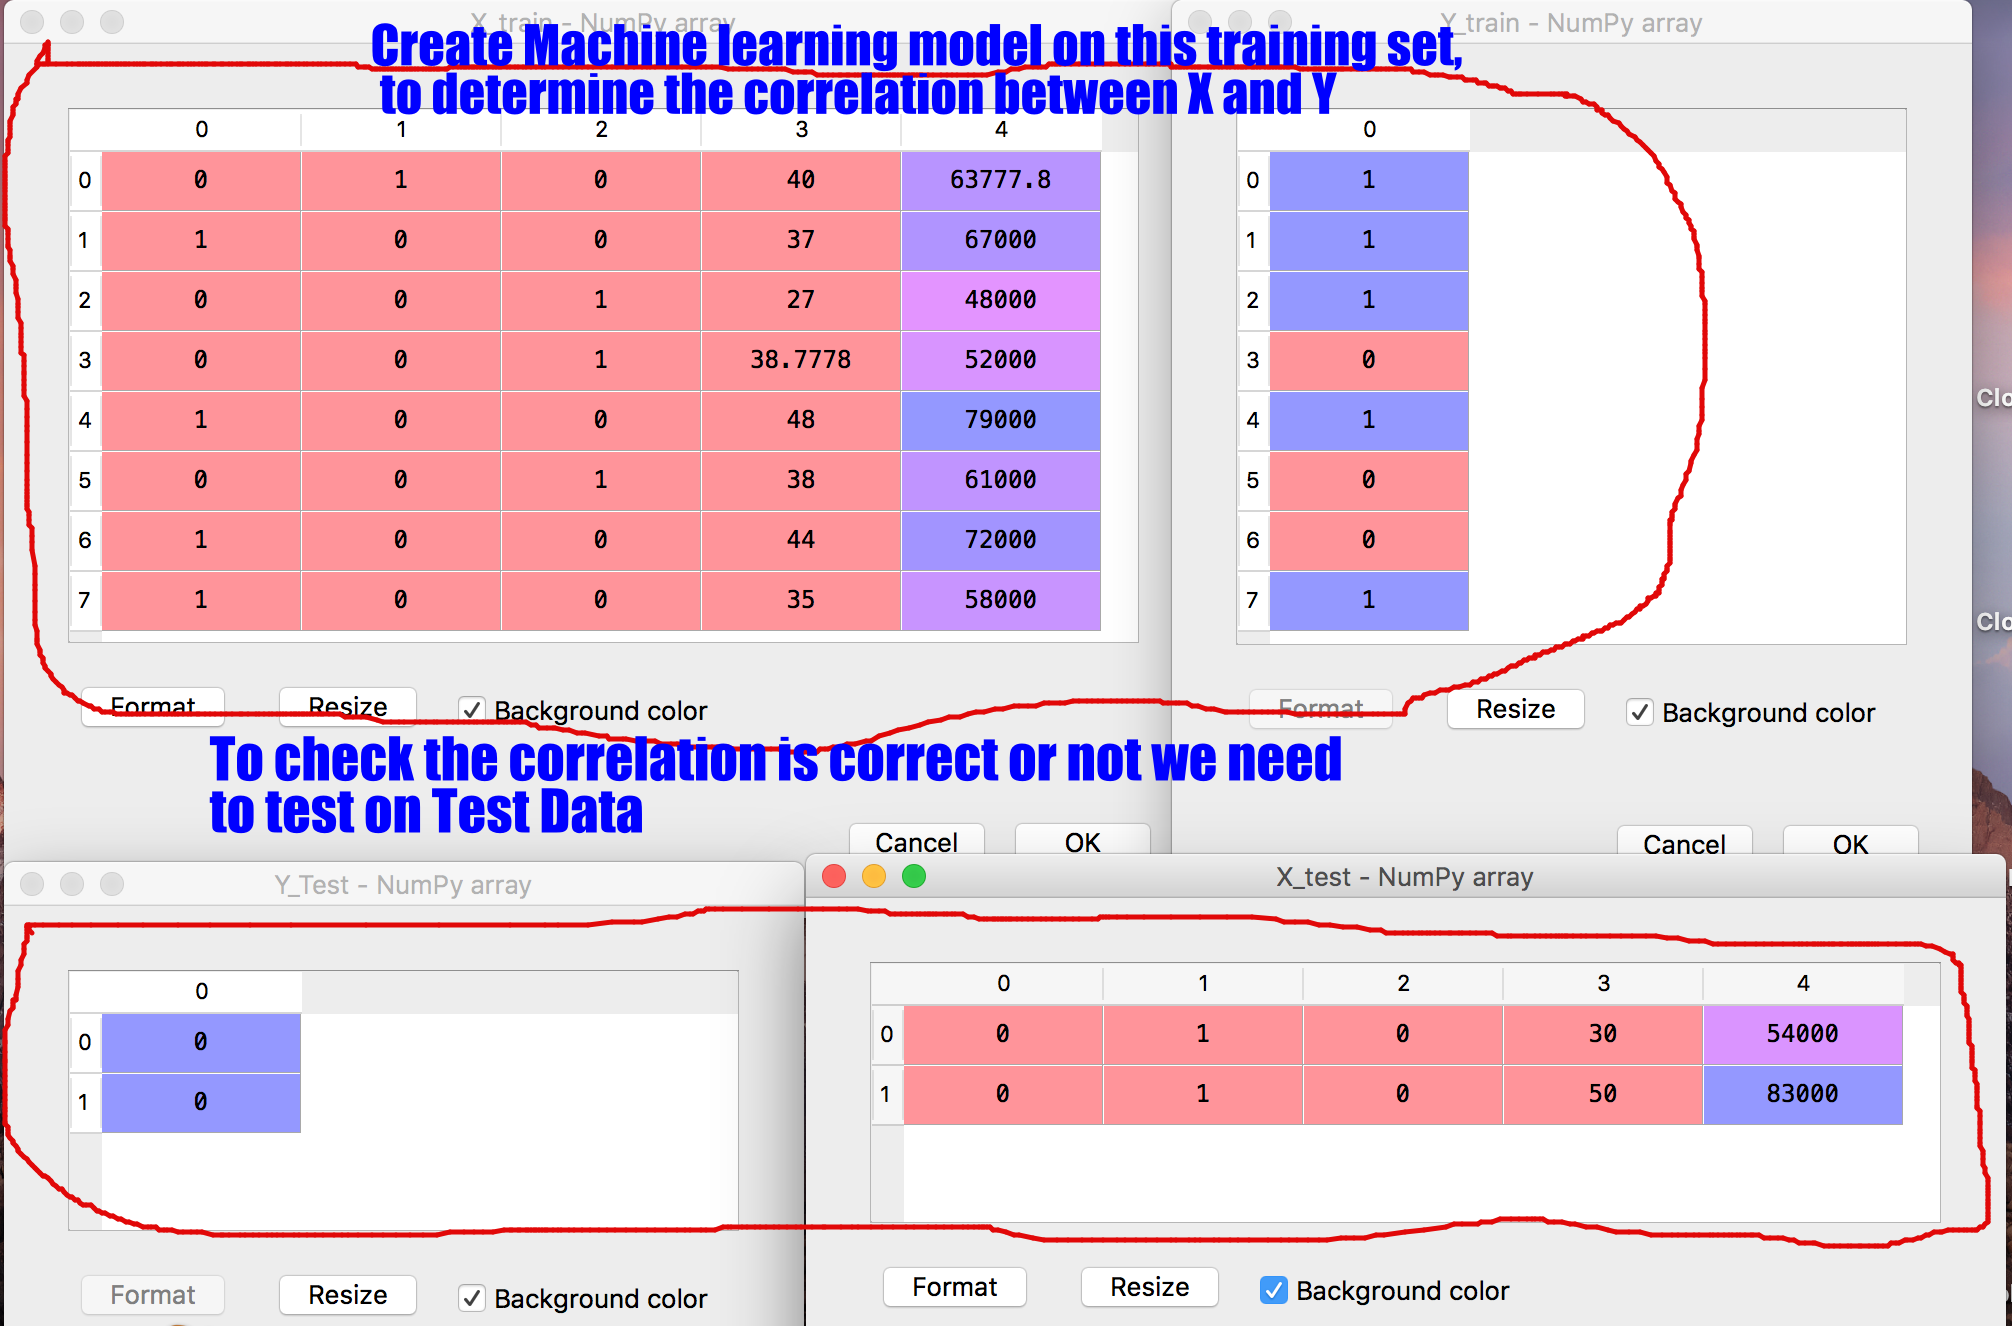 X_train - NumPy array
Y_train - NumPy array
Create Machine learning model on this training set,
to determine the correlation between X and Y
0 1 2 3 4
0 0 1 0 40 63777.8
1 1 0 0 37 67000
2 0 0 1 27 48000
3 0 0 1 38.7778 52000
4 1 0 0 48 79000
5 0 0 1 38 61000
6 1 0 0 44 72000
7 1 0 0 35 58000
Format Resize Background color
Cancel OK
0
0 1
1 1
2 1
3 0
4 1
5 0
6 0
7 1
Format Resize Background color
Cancel OK
Clo
Clo
To check the correlation is correct or not we need
to test on Test Data
Y_Test - NumPy array
0
0 0
1 0
Format Resize Background color
X_test - NumPy array
0 1 2 3 4
0 0 1 0 30 54000
1 0 1 0 50 83000
Format Resize Background color